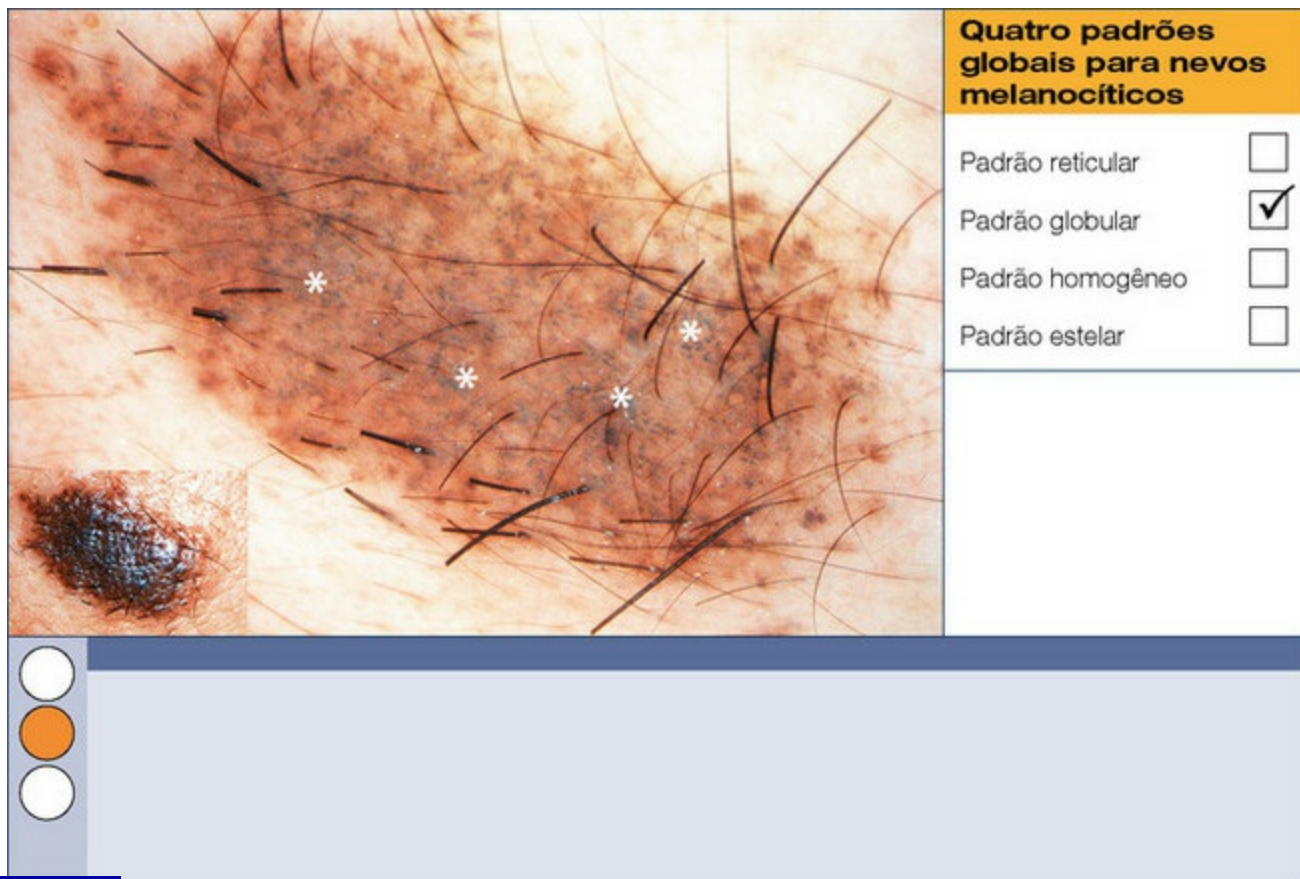 Quatro padrões
globais para nevos
melanocíticos
Padrão reticular
Padrão globular
Padrão homogêneo
Padrão estelar